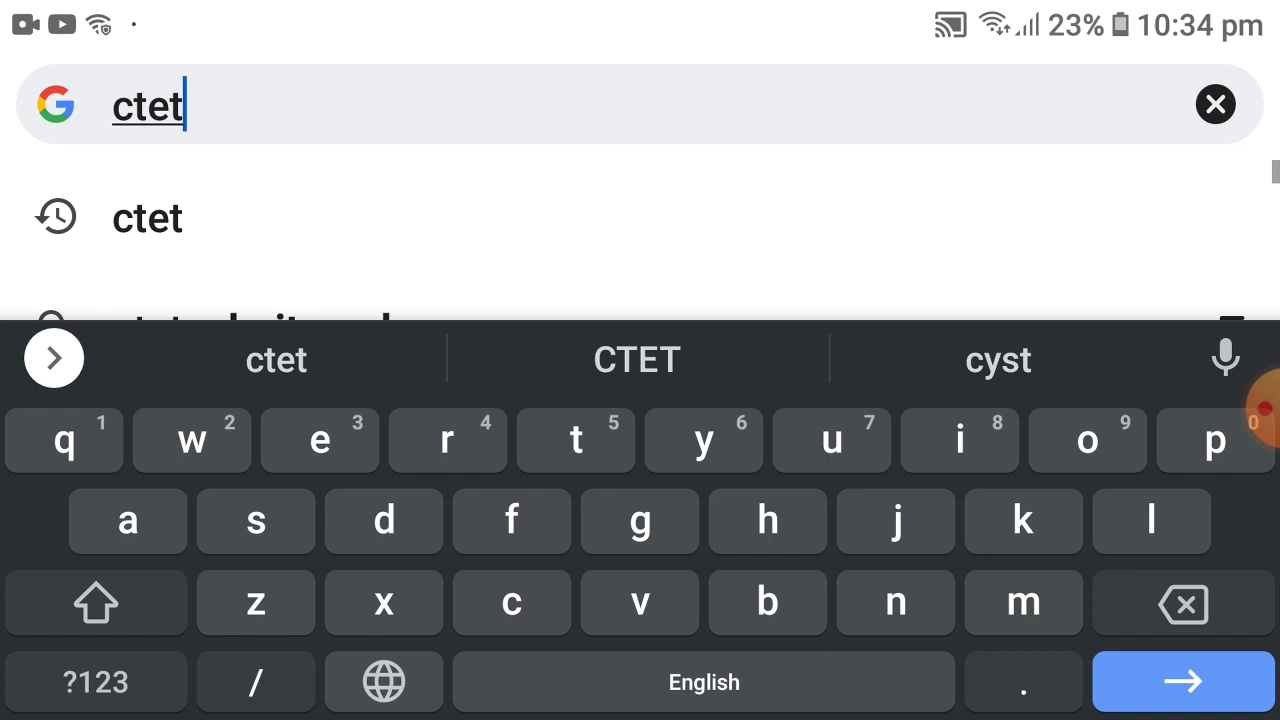 23% 10:34 pm
ctet
ctet
ctet CTET cyst
q 1 w 2 e 3 r 4 t 5 y 6 u 7 i 8 o 9 p 0
a s d f g h j k l
z x c v b n m
?123 / English .